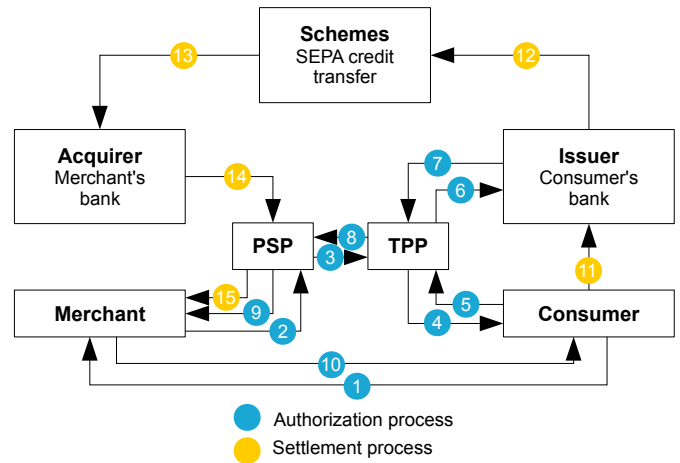 Schemes
SEPA credit
transfer
13
12
Acquirer
Merchant's
bank
Issuer
Consumer's
bank
7
14
6
PSP
TPP
8
3
11
15
5
Merchant
9
2
4
Consumer
10
1
Authorization process
Settlement process